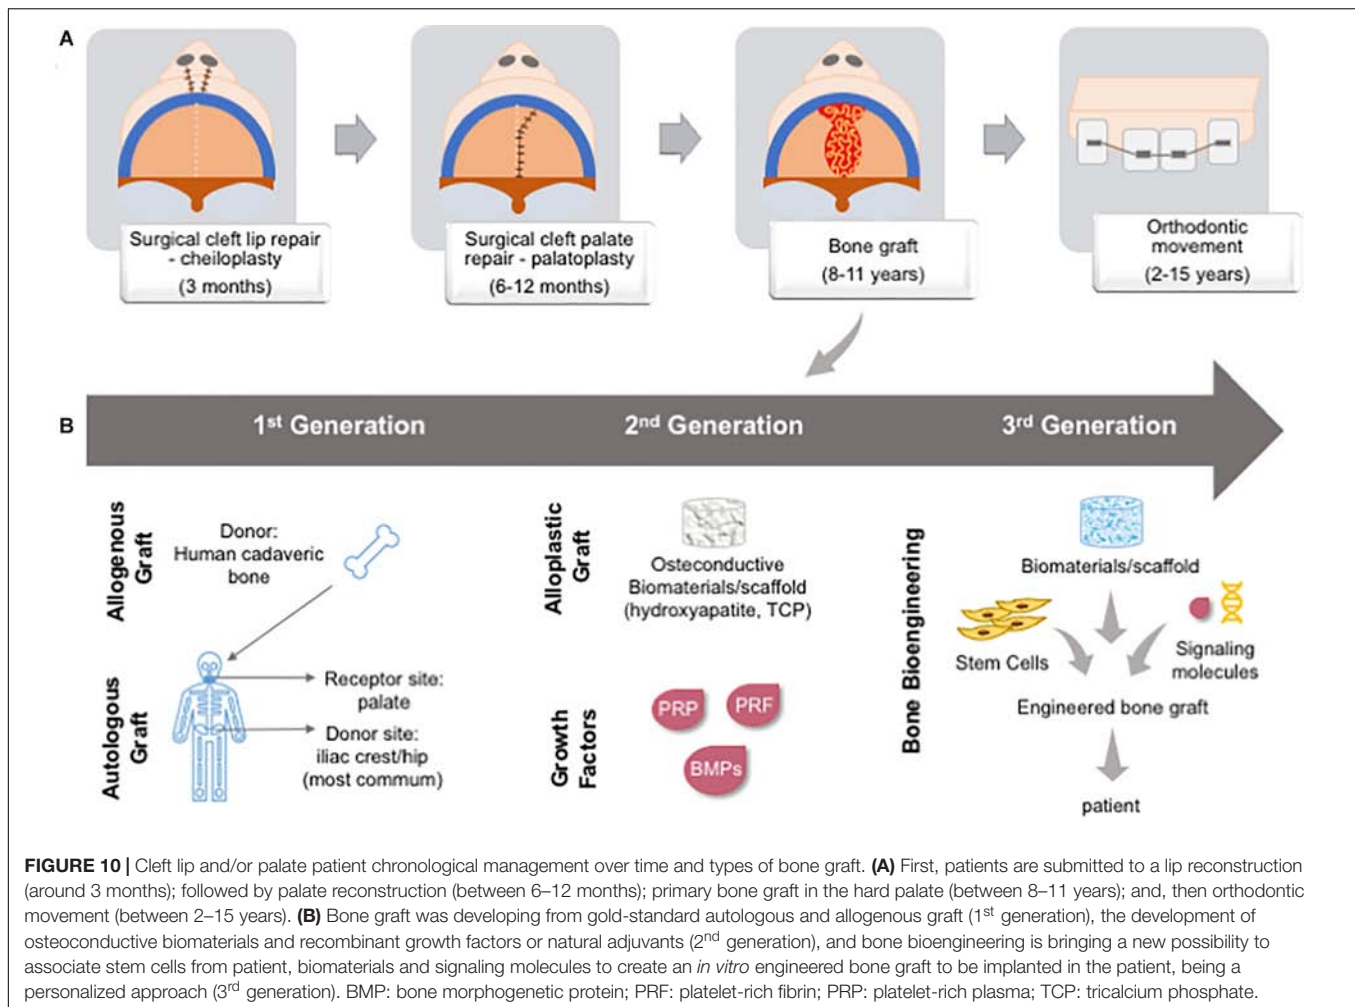 A
Surgical cleft lip repair
- cheiloplasty
(3 months)
Surgical cleft palate
repair - palatoplasty
(6-12 months)
Bone graft
(8-11 years)
Orthodontic
movement
(2-15 years)
B
1st Generation
2nd Generation
3rd Generation
Allogenous
Graft
Donor:
Human cadaveric
bone
Autologous
Graft
Receptor site:
palate
Donor site:
iliac crest/hip
(most commum)
Alloplastic
Graft
Osteconductive
Biomaterials/scaffold
(hydroxyapatite, TCP)
Growth
Factors
PRP
PRF
BMPs
Bone Bioengineering
Biomaterials/scaffold
Stem Cells
Signaling
molecules
Engineered bone graft
patient
FIGURE 10 | Cleft lip and/or palate patient chronological management over time and types of bone graft. (A) First, patients are submitted to a lip reconstruction
(around 3 months); followed by palate reconstruction (between 6–12 months); primary bone graft in the hard palate (between 8–11 years); and, then orthodontic
movement (between 2–15 years). (B) Bone graft was developing from gold-standard autologous and allogenous graft (1st generation), the development of
osteoconductive biomaterials and recombinant growth factors or natural adjuvants (2nd generation), and bone bioengineering is bringing a new possibility to
associate stem cells from patient, biomaterials and signaling molecules to create an in vitro engineered bone graft to be implanted in the patient, being a
personalized approach (3rd generation). BMP: bone morphogenetic protein; PRF: platelet-rich fibrin; PRP: platelet-rich plasma; TCP: tricalcium phosphate.